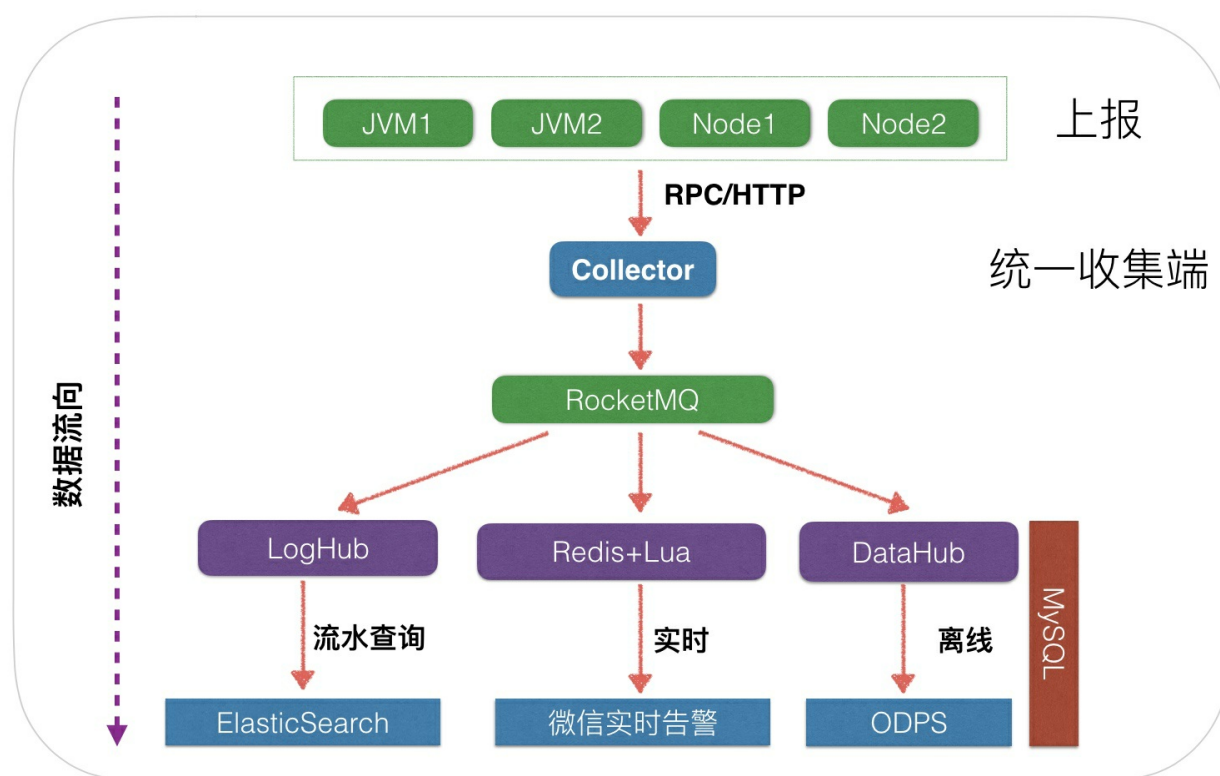 JVM1
JVM2
Node1
Node2
上报
RPC/HTTP
Collector
统一收集端
RocketMQ
数据流向
LogHub
Redis+Lua
DataHub
MySQL
流水查询
实时
离线
ElasticSearch
微信实时告警
ODPS